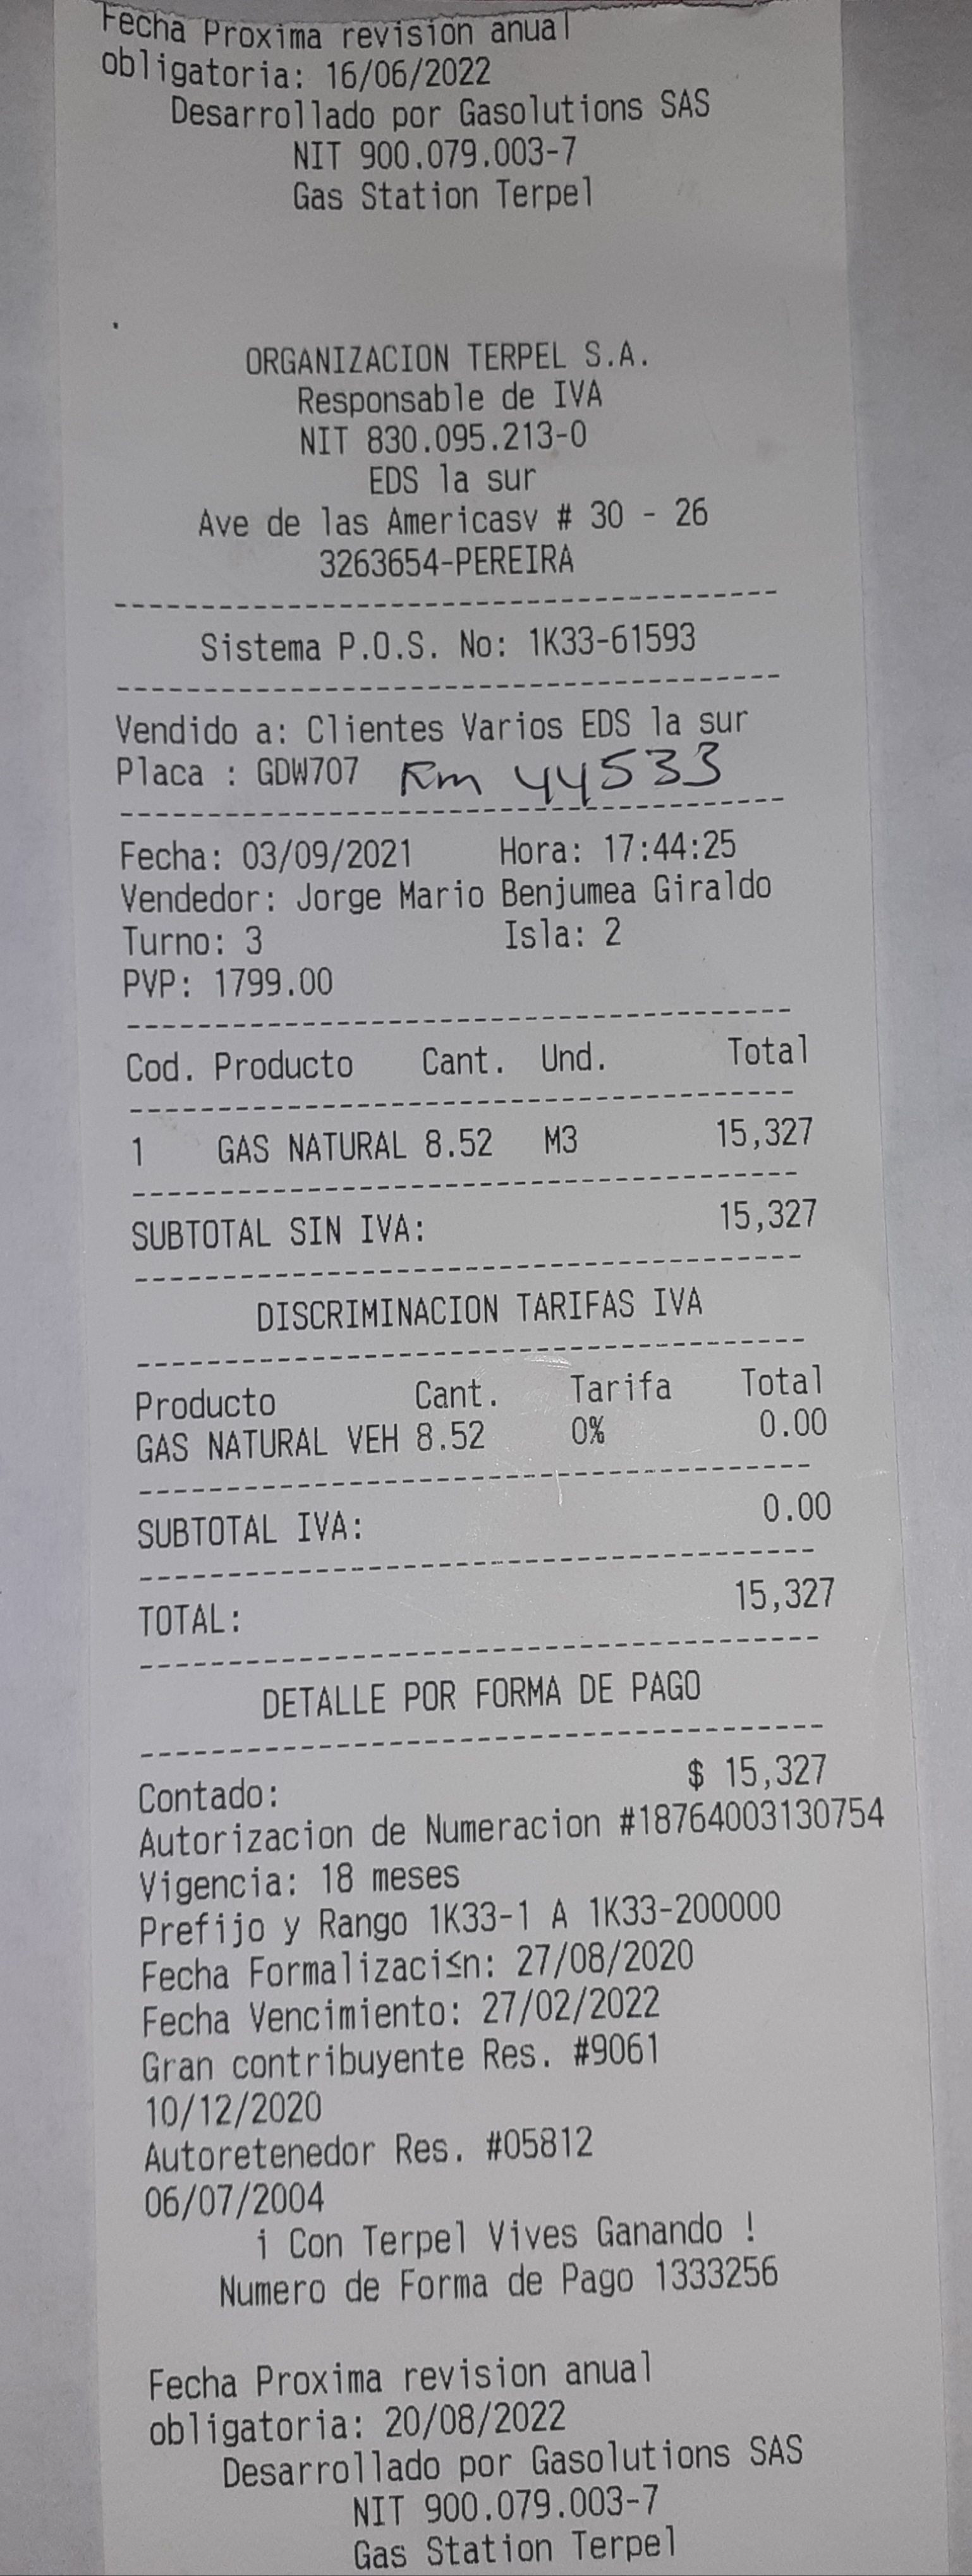 Fecha Proxima revision anual
obligatoria: 16/06/2022
Desarrollado por Gasolutions SAS
NIT 900.079.003-7
Gas Station Terpel
ORGANIZACION TERPEL S.A.
Responsable de IVA
NIT 830.095.213-0
EDS la sur
Ave de las Americasv # 30 - 26
3263654-PEREIRA
Sistema P.O.S. No: 1K33-61593
Vendido a: Clientes Varios EDS la sur
Placa : GDW707 Km 44533
Fecha: 03/09/2021 Hora: 17:44:25
Vendedor: Jorge Mario Benjumea Giraldo
Turno: 3 Isla: 2
PVP: 1799.00
Cod. Producto Cant. Und. Total
1 GAS NATURAL 8.52 M3 15,327
SUBTOTAL SIN IVA: 15,327
DISCRIMINACION TARIFAS IVA
Producto Cant. Tarifa Total
GAS NATURAL VEH 8.52 0% 0.00
SUBTOTAL IVA: 0.00
TOTAL: 15,327
DETALLE POR FORMA DE PAGO
Contado: $ 15,327
Autorizacion de Numeracion #18764003130754
Vigencia: 18 meses
Prefijo y Rango 1K33-1 A 1K33-200000
Fecha Formalizaci≤n: 27/08/2020
Fecha Vencimiento: 27/02/2022
Gran contribuyente Res. #9061
10/12/2020
Autoretenedor Res. #05812
06/07/2004
¡ Con Terpel Vives Ganando !
Numero de Forma de Pago 1333256
Fecha Proxima revision anual
obligatoria: 20/08/2022
Desarrollado por Gasolutions SAS
NIT 900.079.003-7
Gas Station Terpel